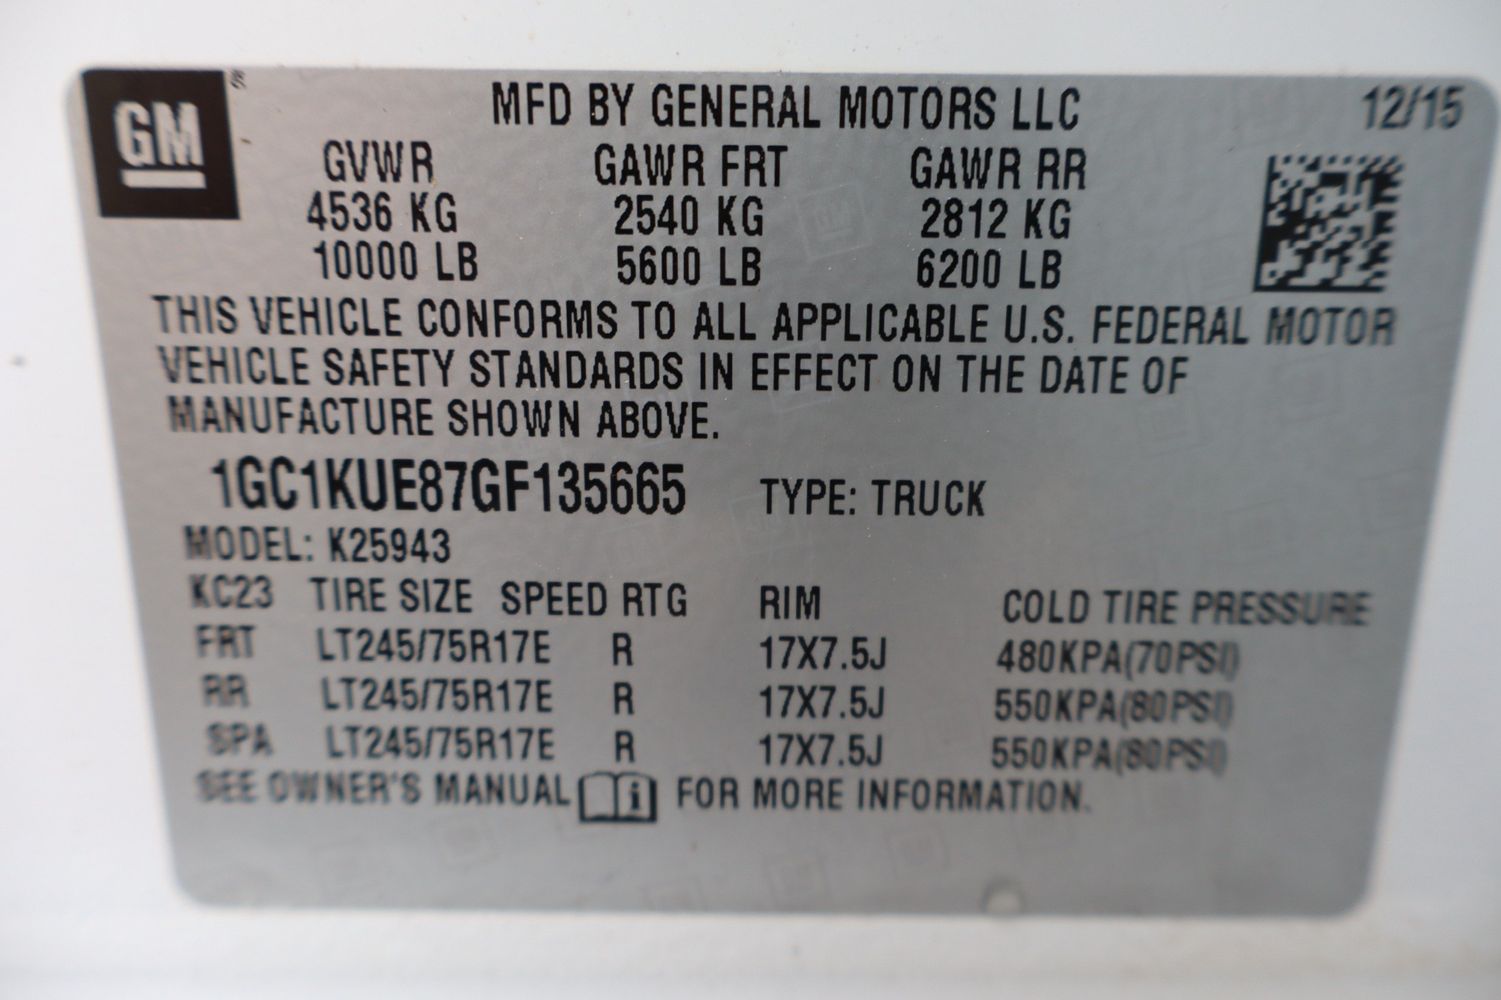 GM
MFD BY GENERAL MOTORS LLC 12/15
GVWR GAWR FRT GAWR RR
4536 KG 2540 KG 2812 KG
10000 LB 5600 LB 6200 LB
THIS VEHICLE CONFORMS TO ALL APPLICABLE U.S. FEDERAL MOTOR
VEHICLE SAFETY STANDARDS IN EFFECT ON THE DATE OF
MANUFACTURE SHOWN ABOVE.
1GC1KUE87GF135665 TYPE: TRUCK
MODEL: K25943
KC23 TIRE SIZE SPEED RTG RIM COLD TIRE PRESSURE
FRT LT245/75R17E R 17X7.5J 480KPA(70PSI)
RR LT245/75R17E R 17X7.5J 550KPA(80PSI)
SPA LT245/75R17E R 17X7.5J 550KPA(80PSI)
SEE OWNER'S MANUAL i FOR MORE INFORMATION.